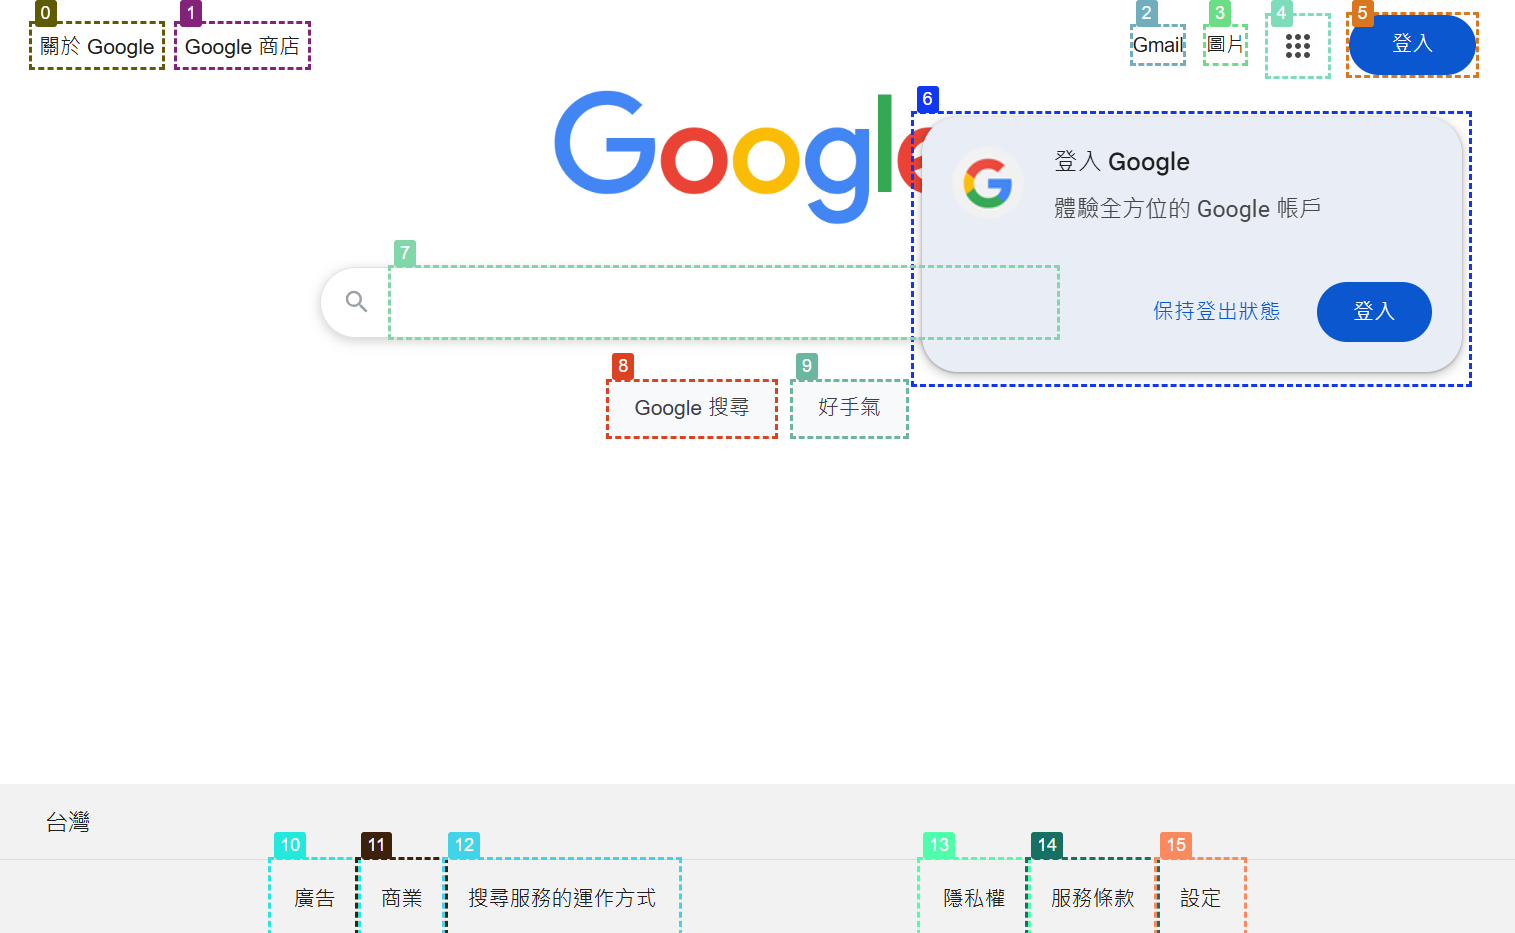 0
1
2
3
4
5
關於 Google
Google 商店
Gmail
圖片
登入
6
Google
登入 Google
體驗全方位的 Google 帳戶
7
保持登出狀態
登入
8
9
Google 搜尋
好手氣
台灣
10
11
12
13
14
15
廣告
商業
搜尋服務的運作方式
隱私權
服務條款
設定